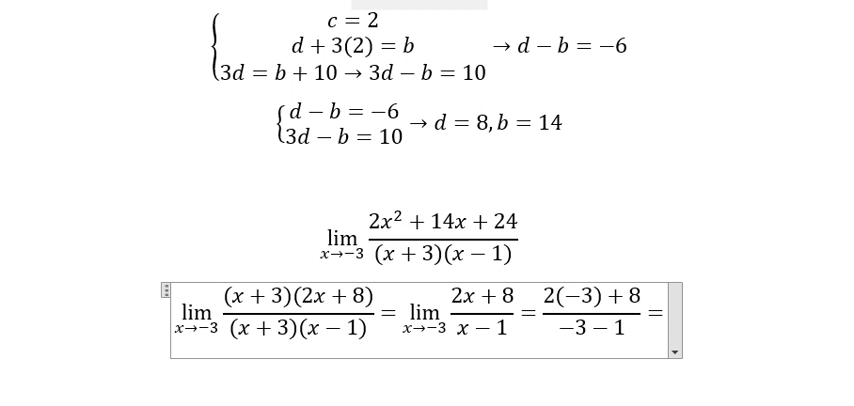 c = 2
d + 3(2) = b → d − b = −6
3d = b + 10 → 3d − b = 10
d − b = −6
3d − b = 10 → d = 8, b = 14
lim x→−3 (2x² + 14x + 24)/((x + 3)(x − 1))
lim x→−3 ((x + 3)(2x + 8))/((x + 3)(x − 1)) = lim x→−3 (2x + 8)/(x − 1) = (2(−3) + 8)/(−3 − 1) =